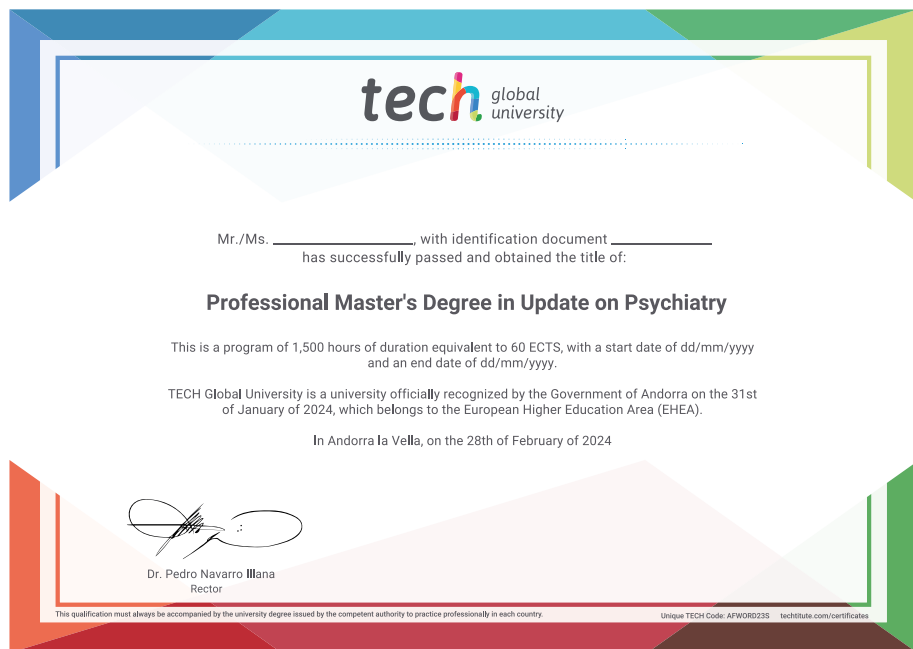 tech global
university
Mr./Ms. ____________, with identification document ____________
has successfully passed and obtained the title of:
Professional Master's Degree in Update on Psychiatry
This is a program of 1,500 hours of duration equivalent to 60 ECTS, with a start date of dd/mm/yyyy
and an end date of dd/mm/yyyy.
TECH Global University is a university officially recognized by the Government of Andorra on the 31st
of January of 2024, which belongs to the European Higher Education Area (EHEA).
In Andorra la Vella, on the 28th of February of 2024
Dr. Pedro Navarro Illana
Rector
This qualification must always be accompanied by the university degree issued by the competent authority to practice professionally in each country.
Unique TECH Code: AFWORD23S techtitute.com/certificates